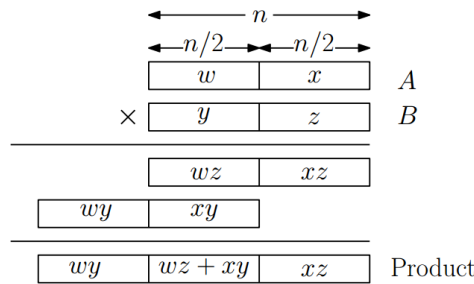 n
n/2 n/2
w x A
× y z B
wz xz
wy xy
wy wz + xy xz Product